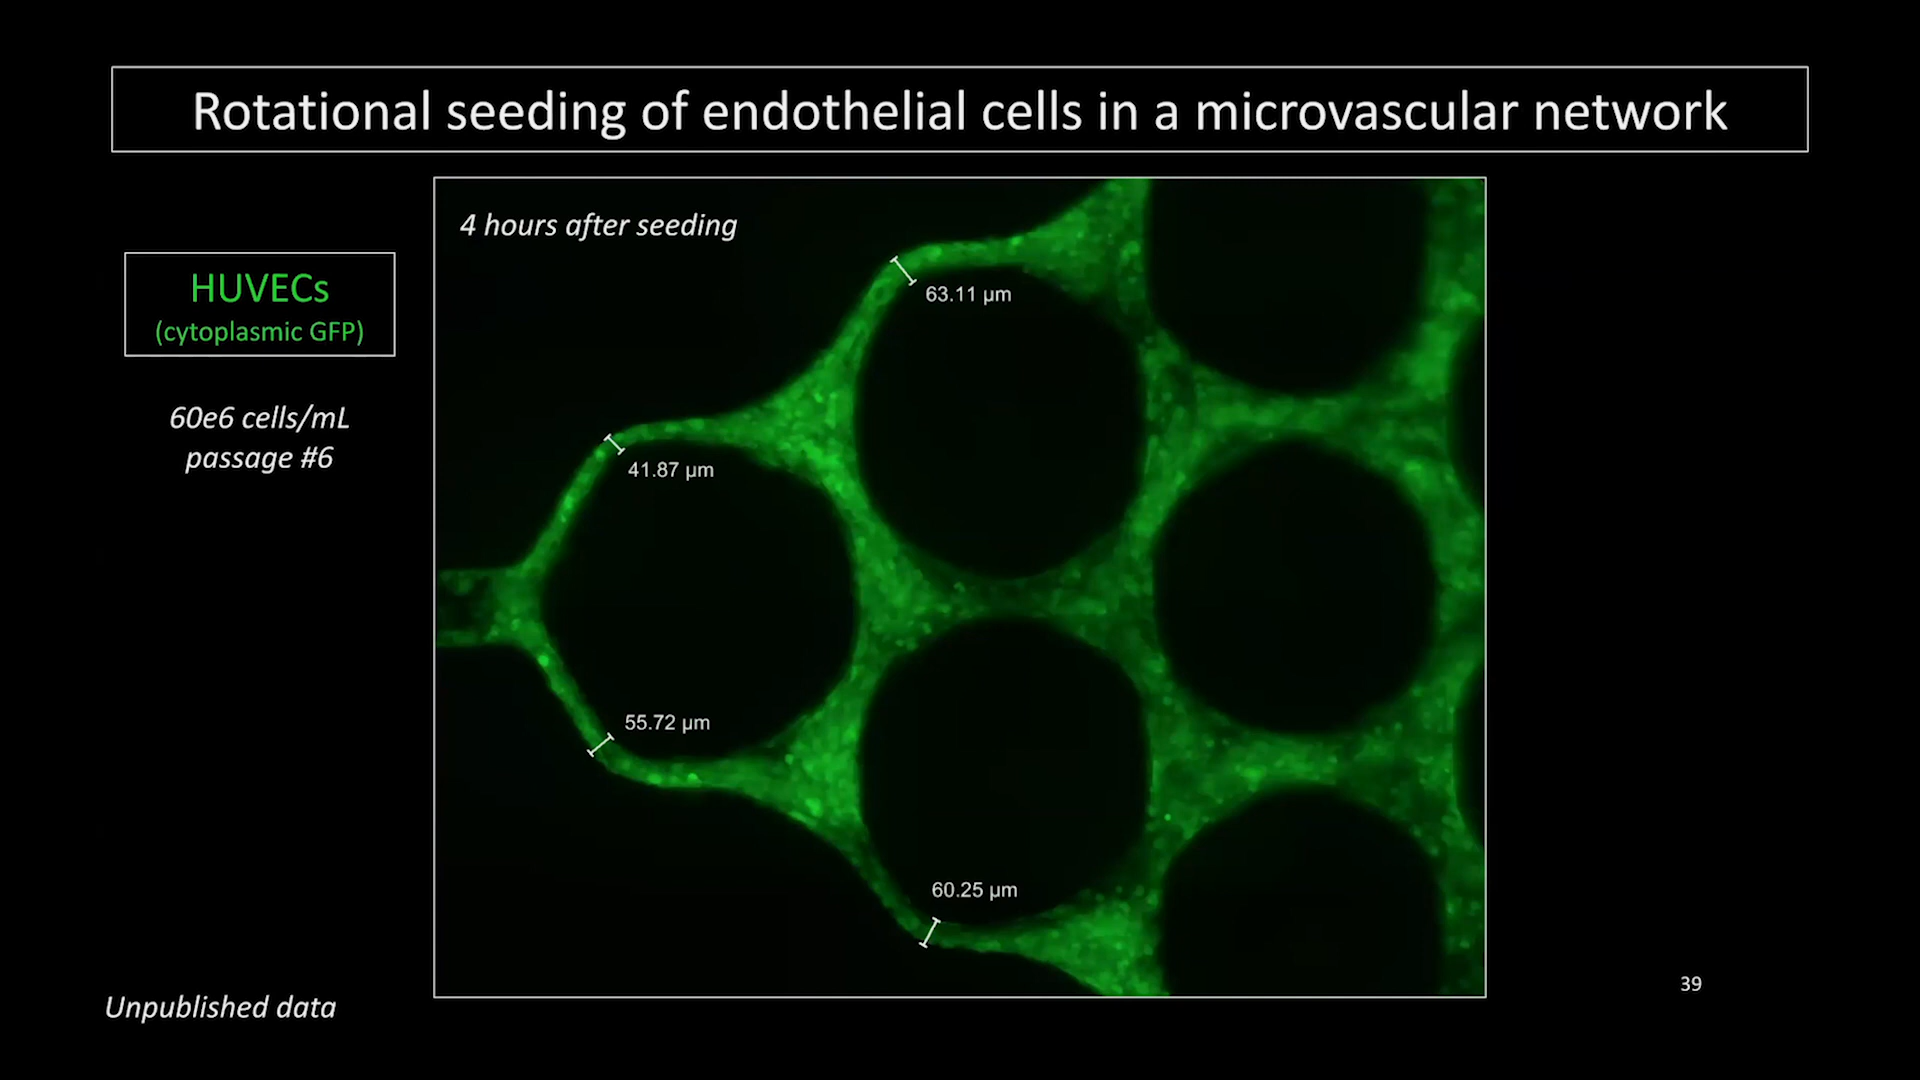 Rotational seeding of endothelial cells in a microvascular network
4 hours after seeding
HUVECs
(cytoplasmic GFP)
60e6 cells/mL
passage #6
63.11 µm
41.87 µm
55.72 µm
60.25 µm
Unpublished data
39